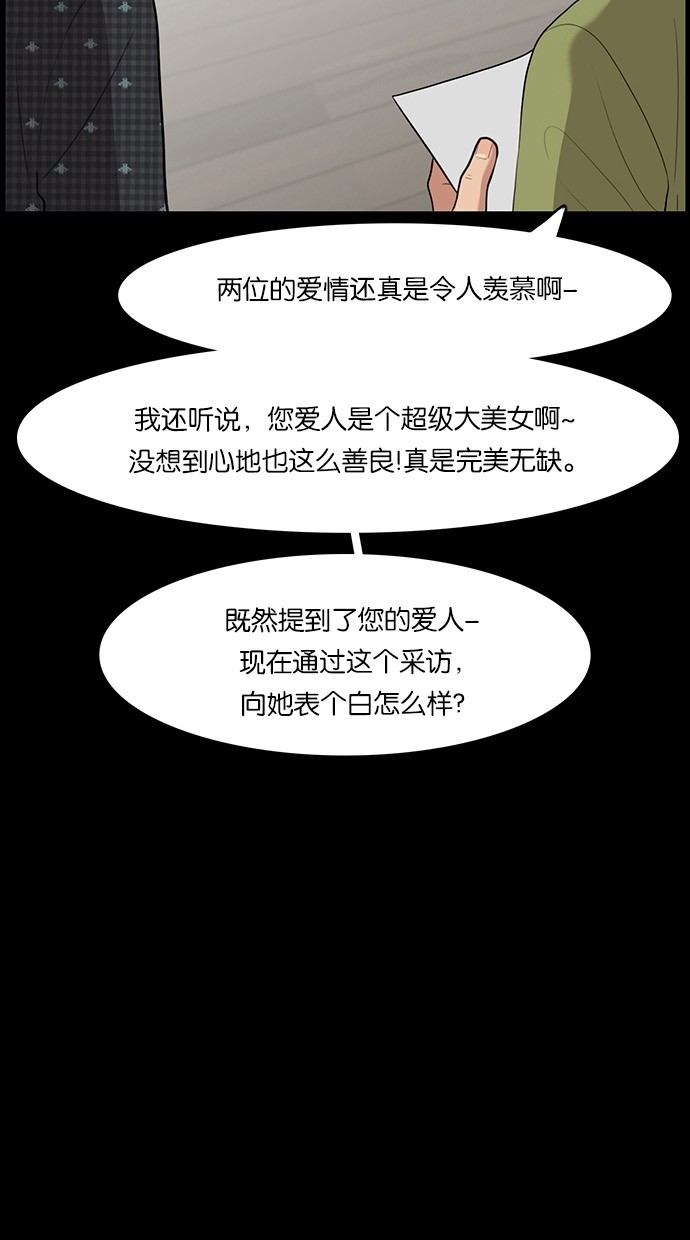 两位的爱情还真是令人羡慕啊-
我还听说，您爱人是个超级大美女啊~
没想到心地也这么善良!真是完美无缺。
既然提到了您的爱人-
现在通过这个采访，
向她表个白怎么样?